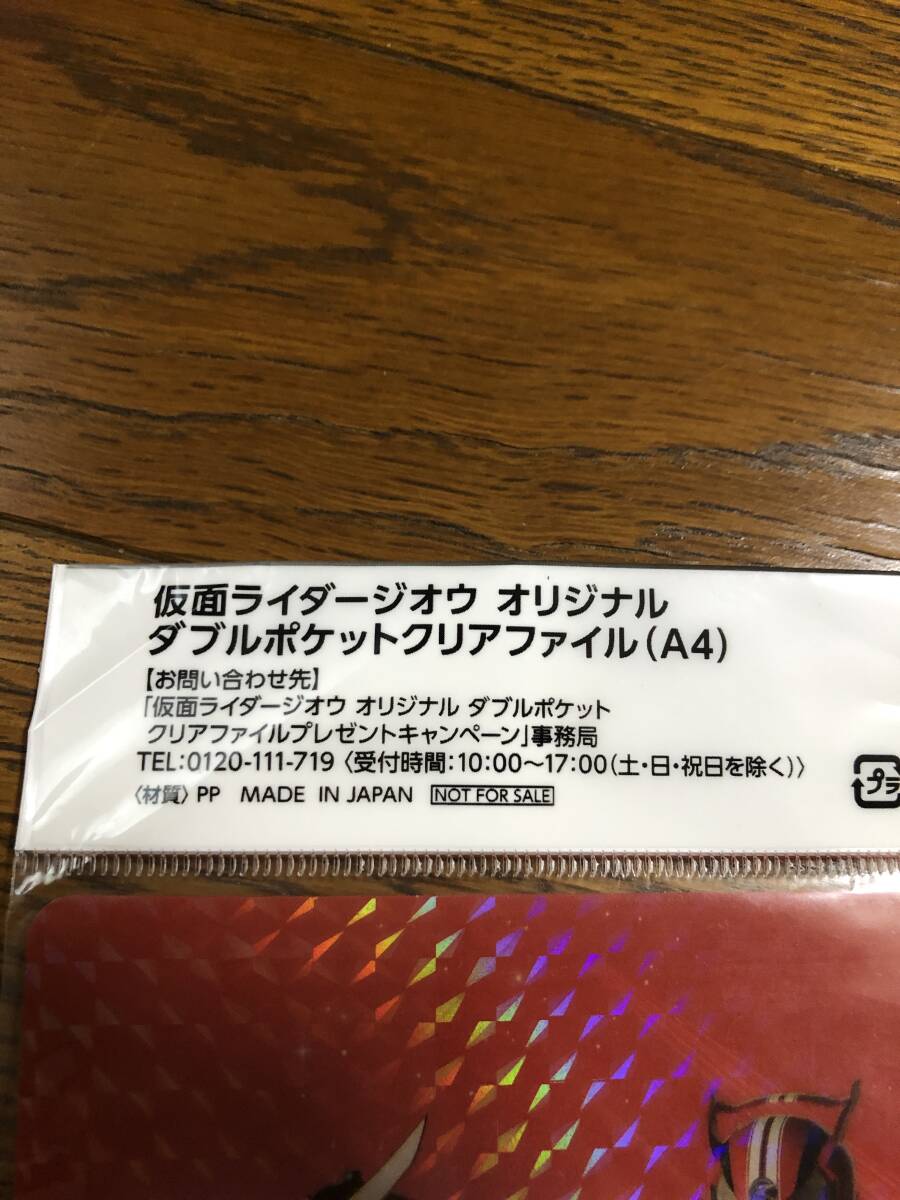 仮面ライダージオウ オリジナル
ダブルポケットクリアファイル(A4)
【お問い合わせ先】
「仮面ライダージオウ オリジナル ダブルポケット
クリアファイルプレゼントキャンペーン」事務局
TEL:0120-111-719〈受付時間:10:00〜17:00(土・日・祝日を除く)〉
〈材質〉PP MADE IN JAPAN NOT FOR SALE
プラ